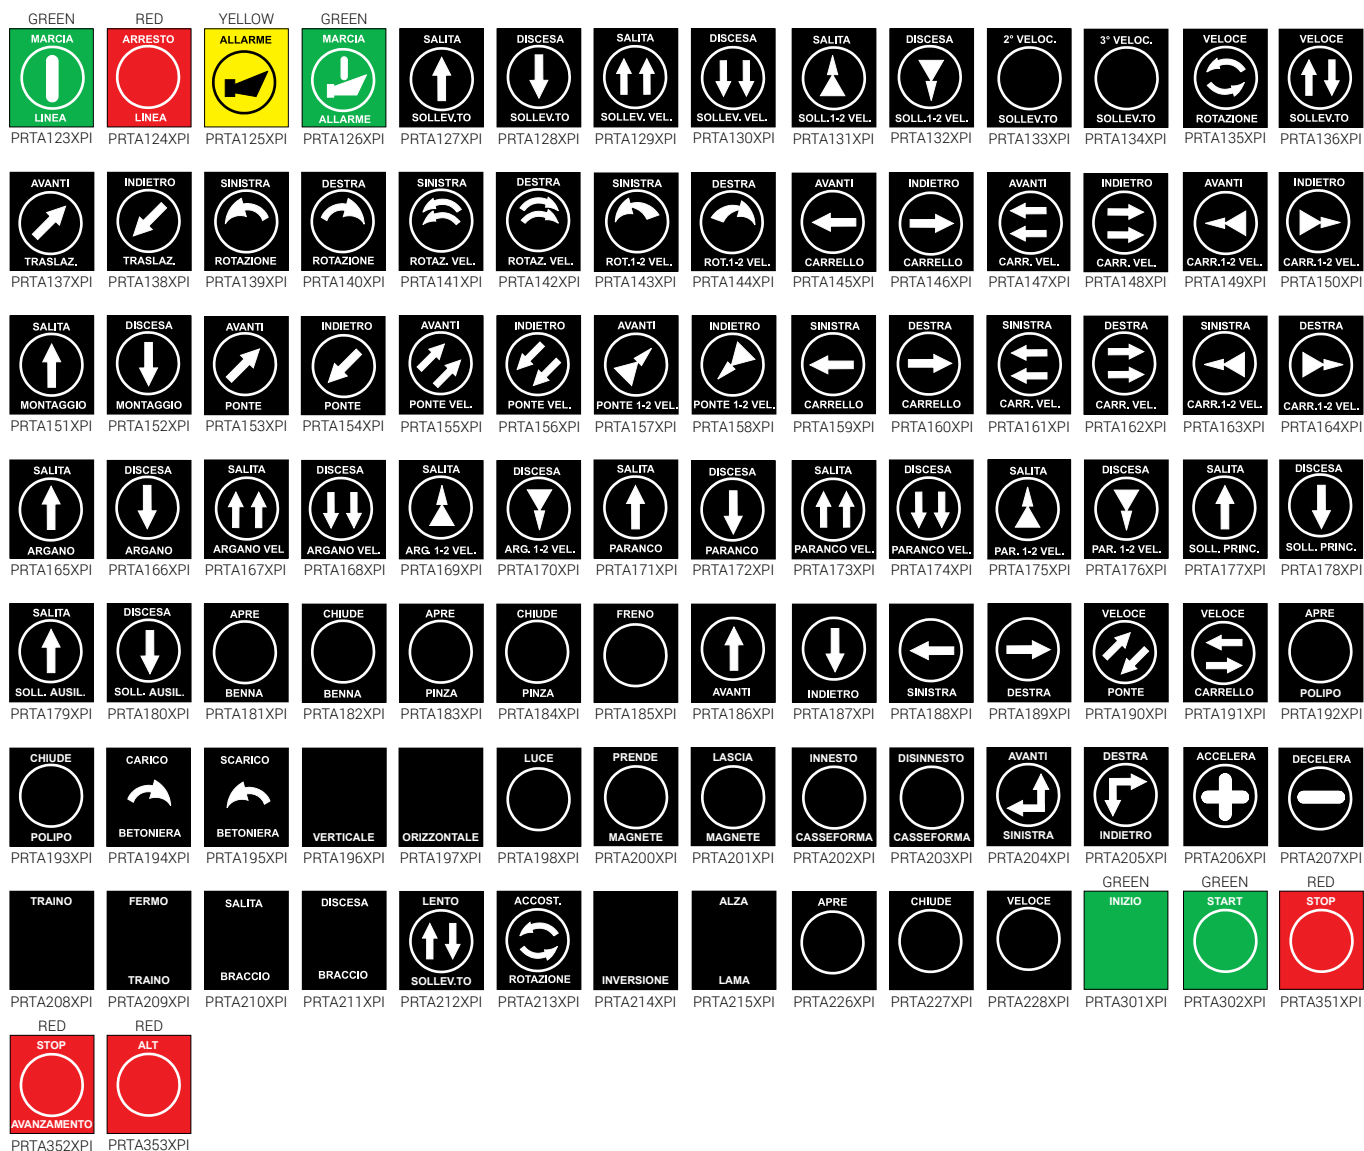 GREEN RED YELLOW GREEN
MARCIA ARRESTO ALLARME MARCIA SALITA DISCESA SALITA DISCESA SALITA DISCESA 2° VELOC. 3° VELOC. VELOCE VELOCE
LINEA LINEA ALLARME SOLLEV.TO SOLLEV.TO SOLLEV. VEL. SOLLEV. VEL. SOLL.1-2 VEL. SOLL.1-2 VEL. SOLLEV.TO SOLLEV.TO ROTAZIONE SOLLEV.TO
PRTA123XPI PRTA124XPI PRTA125XPI PRTA126XPI PRTA127XPI PRTA128XPI PRTA129XPI PRTA130XPI PRTA131XPI PRTA132XPI PRTA133XPI PRTA134XPI PRTA135XPI PRTA136XPI
AVANTI INDIETRO SINISTRA DESTRA SINISTRA DESTRA SINISTRA DESTRA AVANTI INDIETRO AVANTI INDIETRO AVANTI INDIETRO
TRASLAZ. TRASLAZ. ROTAZIONE ROTAZIONE ROTAZ. VEL. ROTAZ. VEL. ROT.1-2 VEL. ROT.1-2 VEL. CARRELLO CARRELLO CARR. VEL. CARR. VEL. CARR.1-2 VEL. CARR.1-2 VEL.
PRTA137XPI PRTA138XPI PRTA139XPI PRTA140XPI PRTA141XPI PRTA142XPI PRTA143XPI PRTA144XPI PRTA145XPI PRTA146XPI PRTA147XPI PRTA148XPI PRTA149XPI PRTA150XPI
SALITA DISCESA AVANTI INDIETRO AVANTI INDIETRO AVANTI INDIETRO SINISTRA DESTRA SINISTRA DESTRA SINISTRA DESTRA
MONTAGGIO MONTAGGIO PONTE PONTE PONTE VEL. PONTE VEL. PONTE 1-2 VEL. PONTE 1-2 VEL. CARRELLO CARRELLO CARR. VEL. CARR. VEL. CARR.1-2 VEL. CARR.1-2 VEL.
PRTA151XPI PRTA152XPI PRTA153XPI PRTA154XPI PRTA155XPI PRTA156XPI PRTA157XPI PRTA158XPI PRTA159XPI PRTA160XPI PRTA161XPI PRTA162XPI PRTA163XPI PRTA164XPI
SALITA DISCESA SALITA DISCESA SALITA DISCESA SALITA DISCESA SALITA DISCESA SALITA DISCESA SALITA DISCESA
ARGANO ARGANO ARGANO VEL ARGANO VEL. ARG. 1-2 VEL. ARG. 1-2 VEL. PARANCO PARANCO PARANCO VEL. PARANCO VEL. PAR. 1-2 VEL. PAR. 1-2 VEL. SOLL. PRINC. SOLL. PRINC.
PRTA165XPI PRTA166XPI PRTA167XPI PRTA168XPI PRTA169XPI PRTA170XPI PRTA171XPI PRTA172XPI PRTA173XPI PRTA174XPI PRTA175XPI PRTA176XPI PRTA177XPI PRTA178XPI
SALITA DISCESA APRE CHIUDE APRE CHIUDE FRENO VELOCE VELOCE APRE
SOLL. AUSIL. SOLL. AUSIL. BENNA BENNA PINZA PINZA AVANTI INDIETRO SINISTRA DESTRA PONTE CARRELLO POLIPO
PRTA179XPI PRTA180XPI PRTA181XPI PRTA182XPI PRTA183XPI PRTA184XPI PRTA185XPI PRTA186XPI PRTA187XPI PRTA188XPI PRTA189XPI PRTA190XPI PRTA191XPI PRTA192XPI
CHIUDE CARICO SCARICO LUCE PRENDE LASCIA INNESTO DISINNESTO AVANTI DESTRA ACCELERA DECELERA
POLIPO BETONIERA BETONIERA VERTICALE ORIZZONTALE MAGNETE MAGNETE CASSEFORMA CASSEFORMA SINISTRA INDIETRO
PRTA193XPI PRTA194XPI PRTA195XPI PRTA196XPI PRTA197XPI PRTA198XPI PRTA200XPI PRTA201XPI PRTA202XPI PRTA203XPI PRTA204XPI PRTA205XPI PRTA206XPI PRTA207XPI
GREEN GREEN RED
TRAINO FERMO SALITA DISCESA LENTO ACCOST. ALZA APRE CHIUDE VELOCE INIZIO START STOP
TRAINO BRACCIO BRACCIO SOLLEV.TO ROTAZIONE INVERSIONE LAMA
PRTA208XPI PRTA209XPI PRTA210XPI PRTA211XPI PRTA212XPI PRTA213XPI PRTA214XPI PRTA215XPI PRTA226XPI PRTA227XPI PRTA228XPI PRTA301XPI PRTA302XPI PRTA351XPI
RED RED
STOP ALT
AVANZAMENTO
PRTA352XPI PRTA353XPI